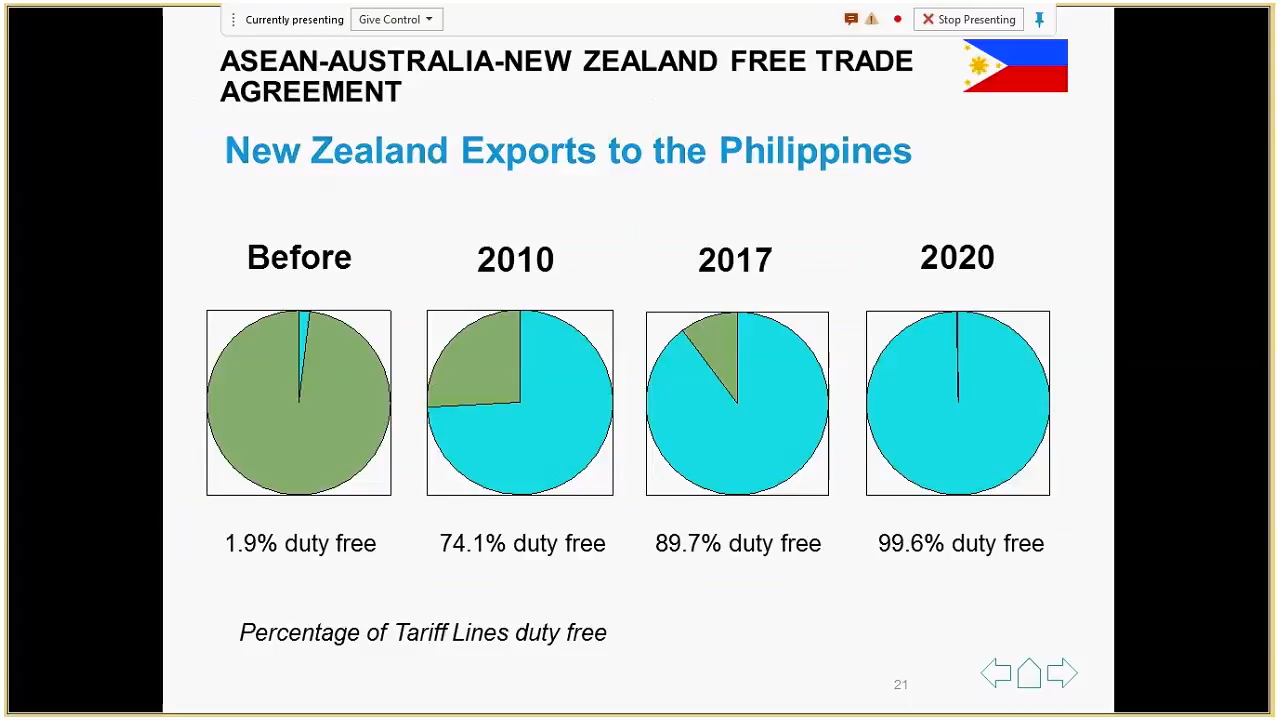 Currently presenting Give Control Stop Presenting
ASEAN-AUSTRALIA-NEW ZEALAND FREE TRADE
AGREEMENT
New Zealand Exports to the Philippines
Before 2010 2017 2020
1.9% duty free 74.1% duty free 89.7% duty free 99.6% duty free
Percentage of Tariff Lines duty free
21